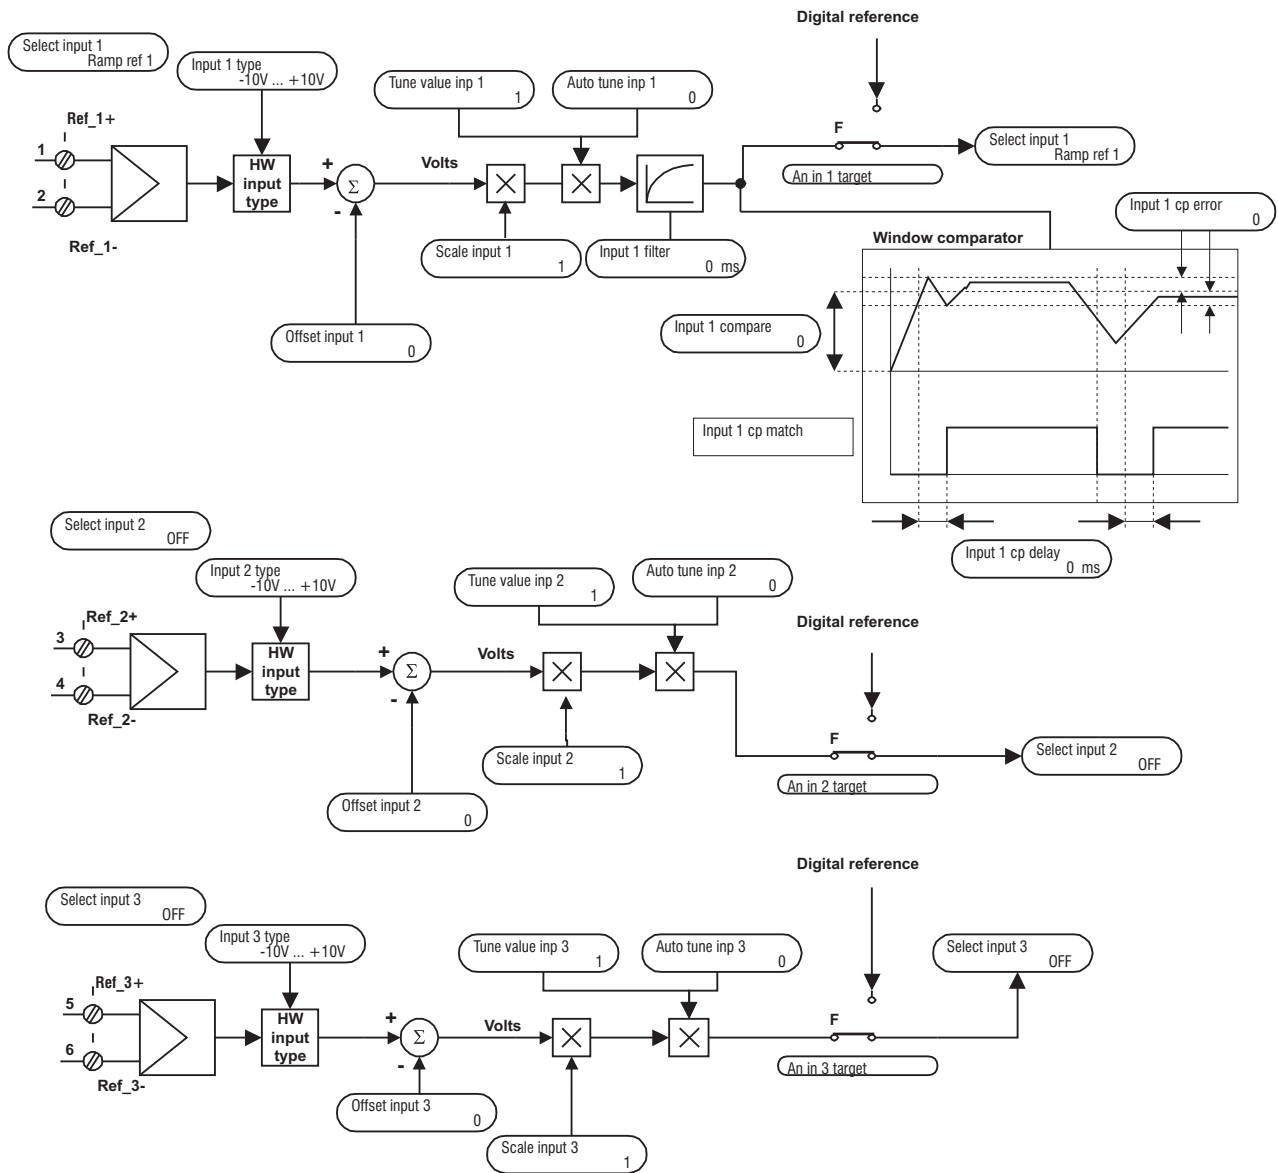 Digital reference
Select input 1
Ramp ref 1
Input 1 type
-10V ... +10V
Tune value inp 1
1
Auto tune inp 1
0
Ref_1+
1
2
Ref_1-
HW
input
type
+
Σ
-
Volts
F
An in 1 target
Select input 1
Ramp ref 1
Scale input 1
1
Input 1 filter
0 ms
Offset input 1
0
Input 1 cp error
0
Window comparator
Input 1 compare
0
Input 1 cp match
Input 1 cp delay
0 ms
Select input 2
OFF
Input 2 type
-10V ... +10V
Tune value inp 2
1
Auto tune inp 2
0
Digital reference
Ref_2+
3
4
Ref_2-
HW
input
type
+
Σ
-
Volts
F
An in 2 target
Select input 2
OFF
Scale input 2
1
Offset input 2
0
Digital reference
Select input 3
OFF
Input 3 type
-10V ... +10V
Tune value inp 3
1
Auto tune inp 3
0
Select input 3
OFF
Ref_3+
5
6
Ref_3-
HW
input
type
+
Σ
-
Volts
F
An in 3 target
Offset input 3
0
Scale input 3
1